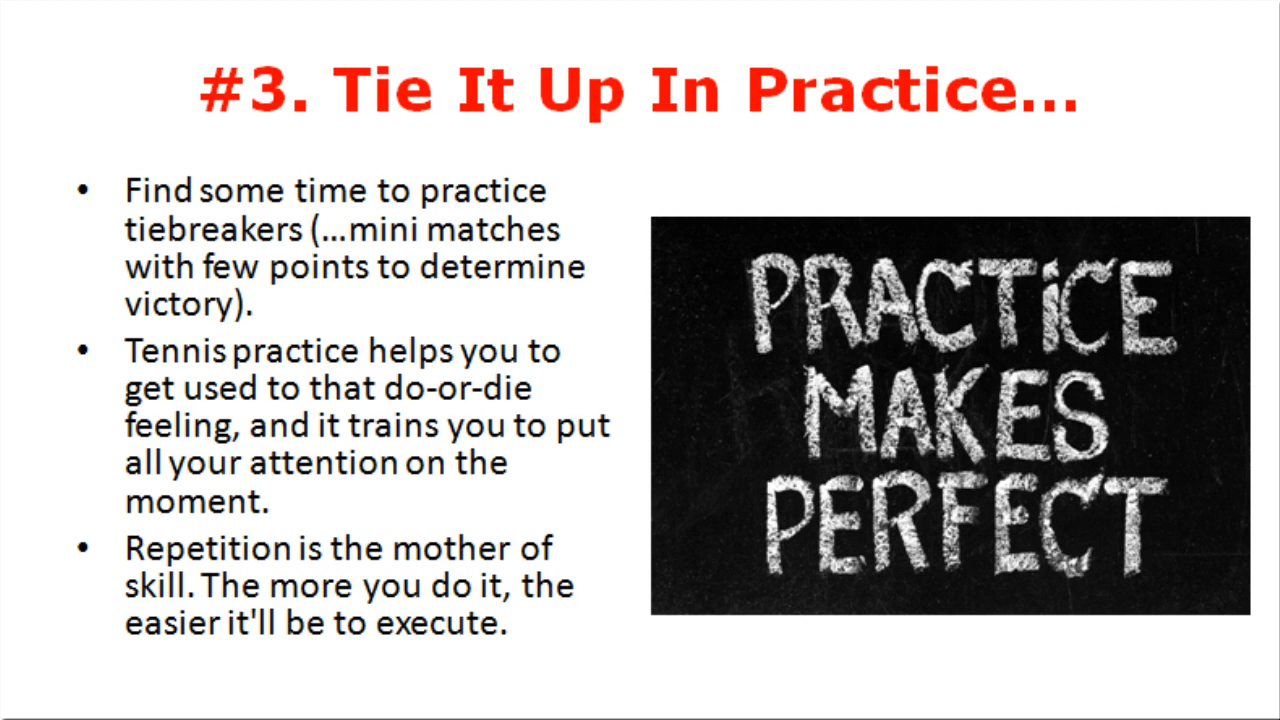 #3. Tie It Up In Practice...
• Find some time to practice
tiebreakers (...mini matches
with few points to determine
victory).
• Tennis practice helps you to
get used to that do-or-die
feeling, and it trains you to put
all your attention on the
moment.
• Repetition is the mother of
skill. The more you do it, the
easier it'll be to execute.
PRACTiCE
MAKES
PERFECT